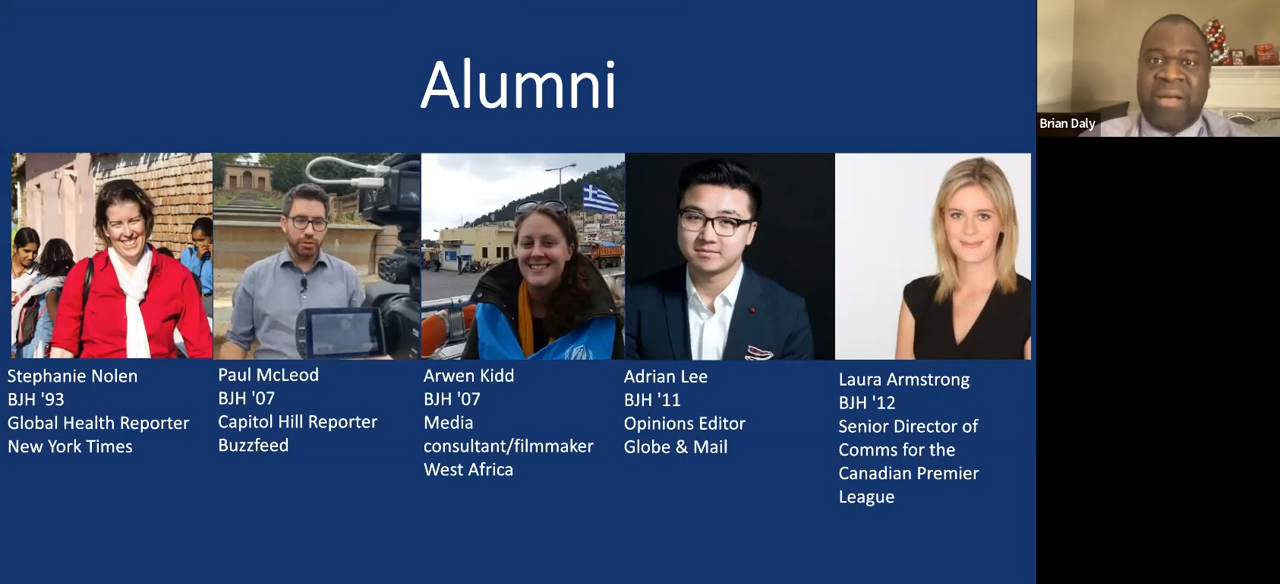 Alumni
Brian Daly
Stephanie Nolen
BJH '93
Global Health Reporter
New York Times
Paul McLeod
BJH '07
Capitol Hill Reporter
Buzzfeed
Arwen Kidd
BJH '07
Media
consultant/filmmaker
West Africa
Adrian Lee
BJH '11
Opinions Editor
Globe & Mail
Laura Armstrong
BJH '12
Senior Director of
Comms for the
Canadian Premier
League